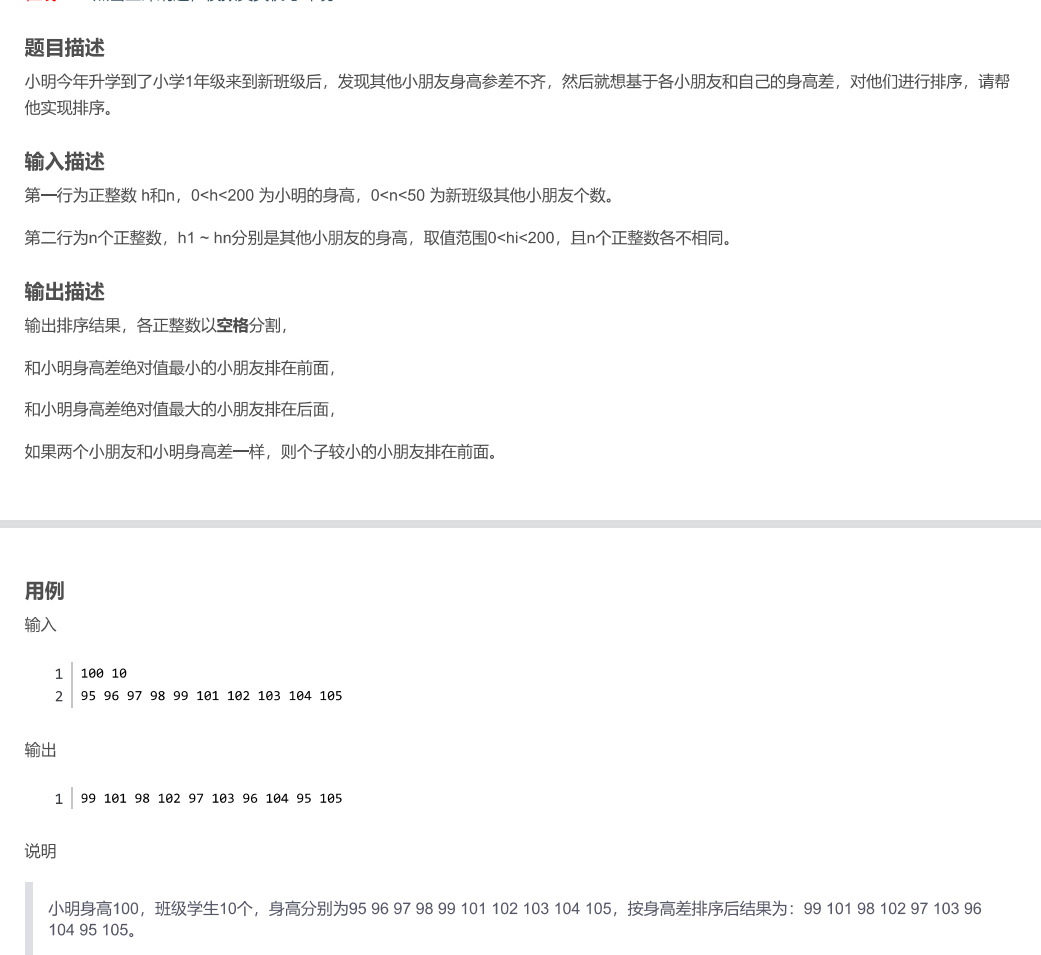 题目描述
小明今年升学到了小学1年级来到新班级后，发现其他小朋友身高参差不齐，然后就想基于各小朋友和自己的身高差，对他们进行排序，请帮
他实现排序。
输入描述
第一行为正整数 h和n，0<h<200 为小明的身高，0<n<50 为新班级其他小朋友个数。
第二行为n个正整数，h1 ~ hn分别是其他小朋友的身高，取值范围0<hi<200，且n个正整数各不相同。
输出描述
输出排序结果，各正整数以空格分割，
和小明身高差绝对值最小的小朋友排在前面，
和小明身高差绝对值最大的小朋友排在后面，
如果两个小朋友和小明身高差一样，则个子较小的小朋友排在前面。
用例
输入
1 100 10
2 95 96 97 98 99 101 102 103 104 105
输出
1 99 101 98 102 97 103 96 104 95 105
说明
小明身高100，班级学生10个，身高分别为95 96 97 98 99 101 102 103 104 105，按身高差排序后结果为：99 101 98 102 97 103 96
104 95 105。